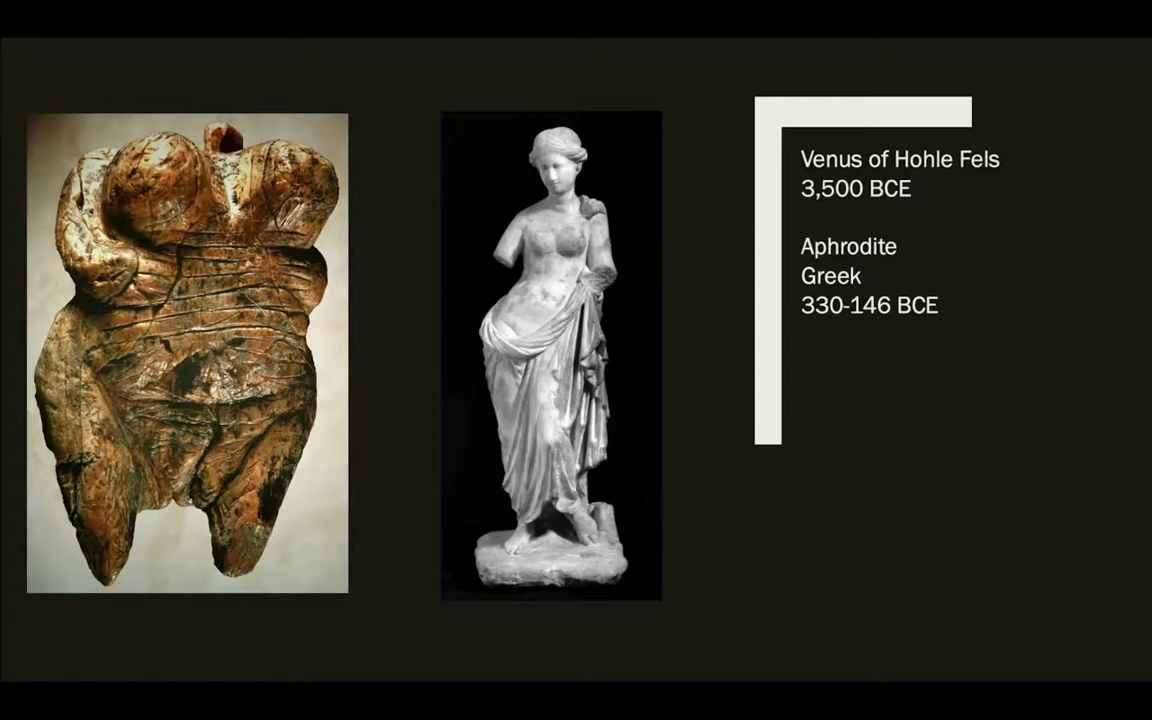 Venus of Hohle Fels
3,500 BCE
Aphrodite
Greek
330-146 BCE